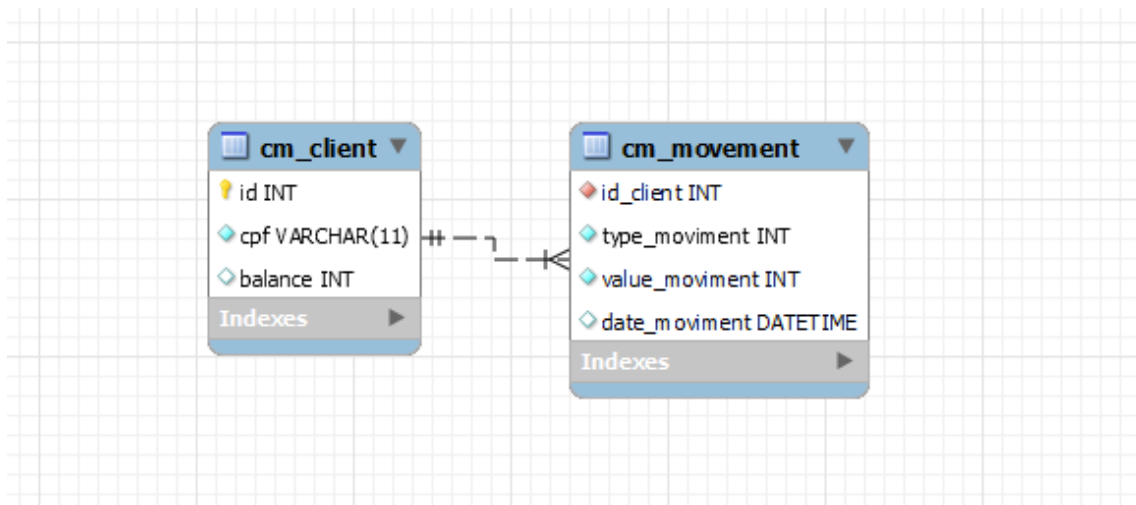 cm_client
id INT
cpf VARCHAR(11)
balance INT
Indexes
cm_movement
id_client INT
type_moviment INT
value_moviment INT
date_moviment DATETIME
Indexes